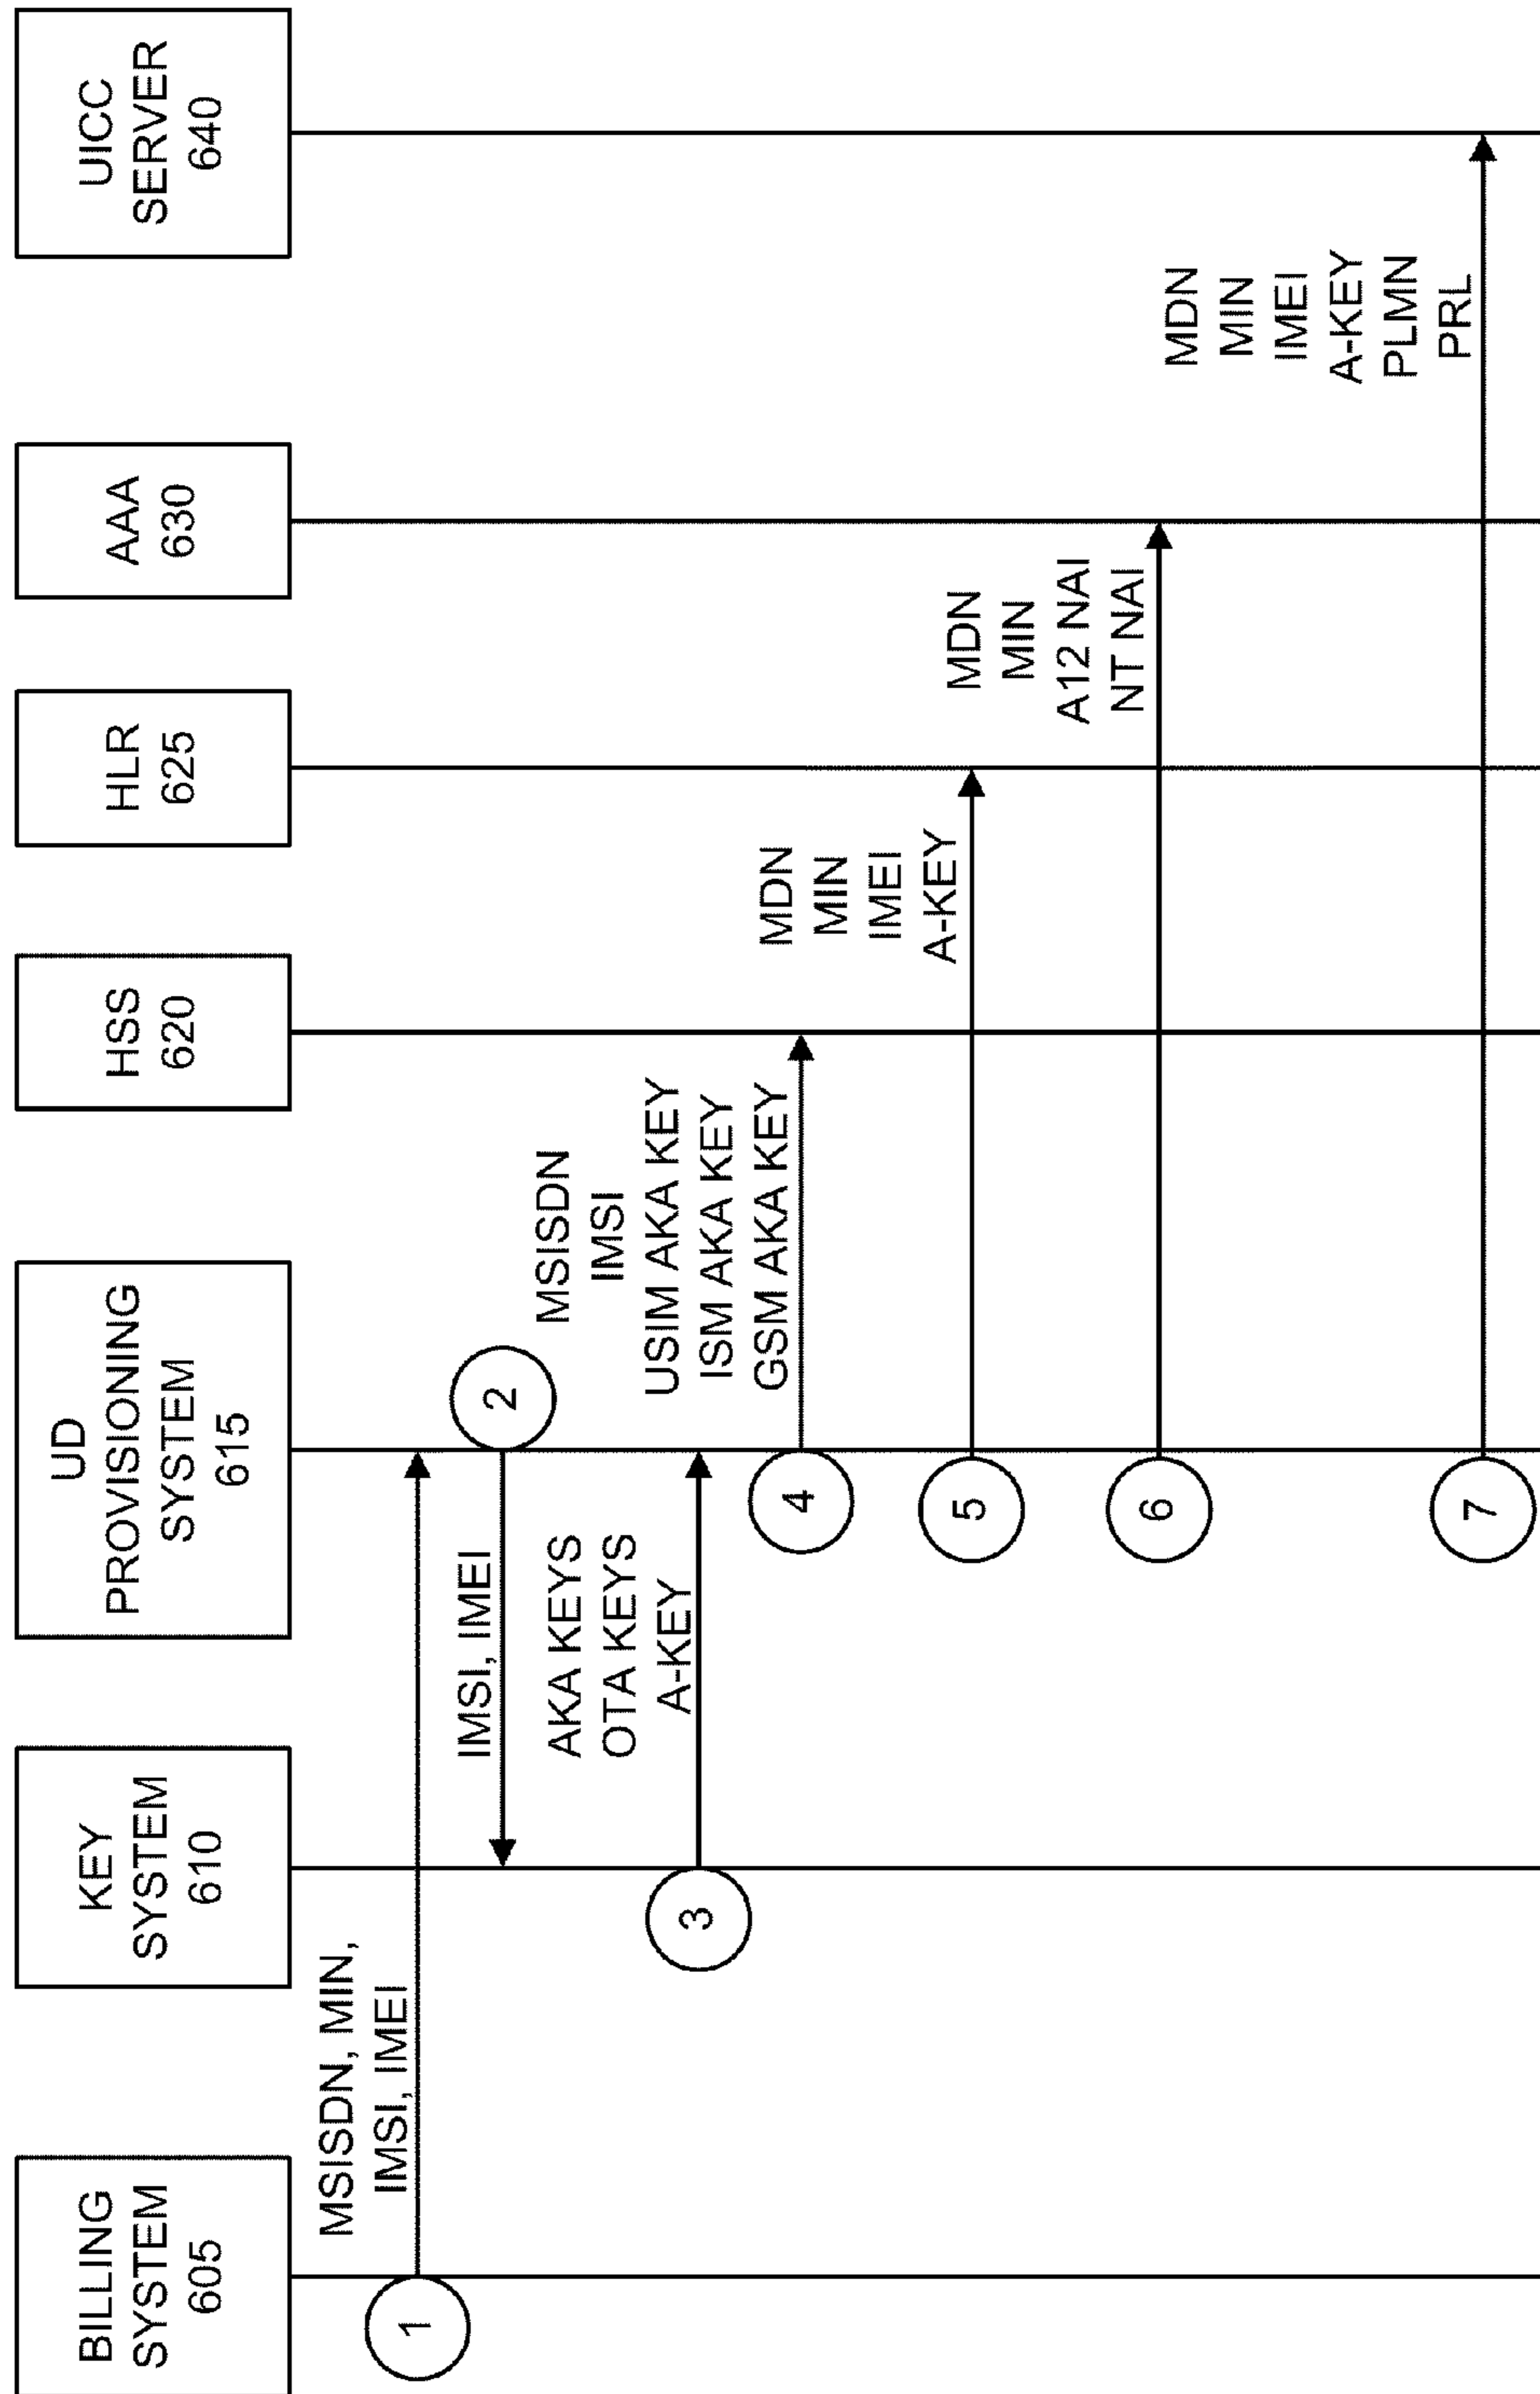 BILLING
SYSTEM
605
KEY
SYSTEM
610
UD
PROVISIONING
SYSTEM
615
HSS
620
HLR
625
AAA
630
UICC
SERVER
640
1
MSISDN, MIN,
IMSI, IMEI
2
IMSI, IMEI
3
AKA KEYS
OTA KEYS
A-KEY
4
MSISDN
IMSI
USIM AKA KEY
ISM AKA KEY
GSM AKA KEY
5
MDN
MIN
IMEI
A-KEY
6
MDN
MIN
A12 NAI
NT NAI
7
MDN
MIN
IMEI
A-KEY
PLMN
PRL